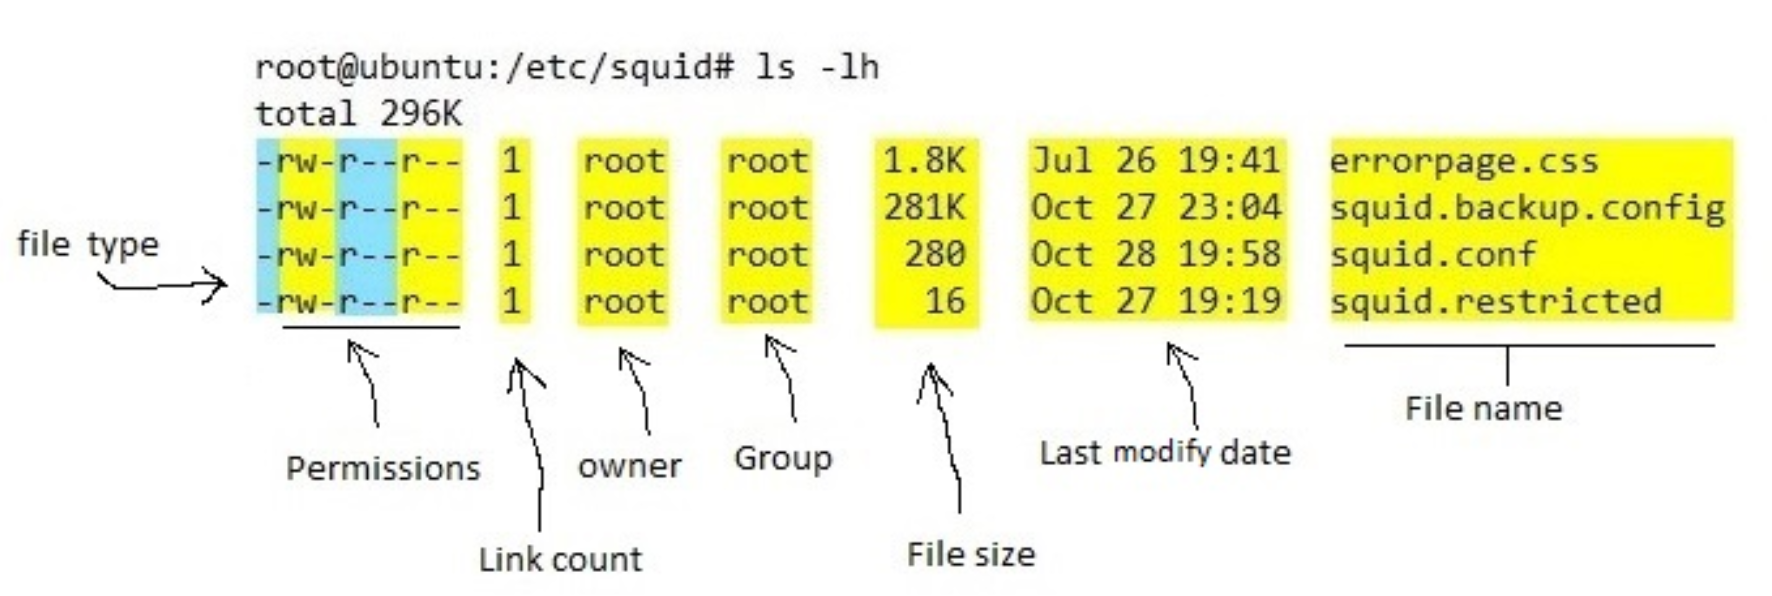 root@ubuntu:/etc/squid# ls -lh
total 296K
-rw-r--r-- 1 root root 1.8K Jul 26 19:41 errorpage.css
-rw-r--r-- 1 root root 281K Oct 27 23:04 squid.backup.config
-rw-r--r-- 1 root root 280 Oct 28 19:58 squid.conf
-rw-r--r-- 1 root root 16 Oct 27 19:19 squid.restricted
file type
Permissions
Link count
owner
Group
File size
Last modify date
File name